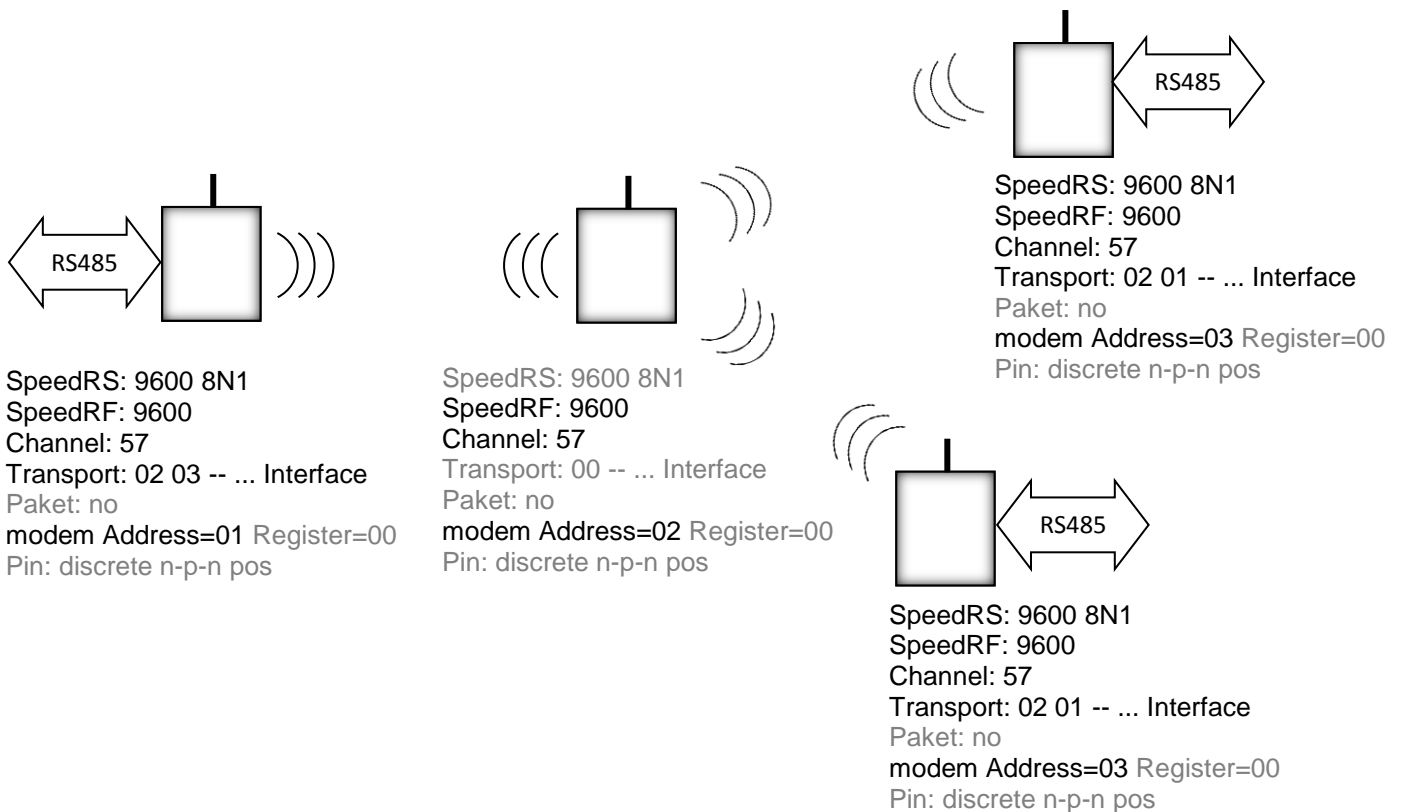 RS485
SpeedRS: 9600 8N1
SpeedRF: 9600
Channel: 57
Transport: 02 03 -- ... Interface
Paket: no
modem Address=01 Register=00
Pin: discrete n-p-n pos
SpeedRS: 9600 8N1
SpeedRF: 9600
Channel: 57
Transport: 00 -- ... Interface
Paket: no
modem Address=02 Register=00
Pin: discrete n-p-n pos
RS485
SpeedRS: 9600 8N1
SpeedRF: 9600
Channel: 57
Transport: 02 01 -- ... Interface
Paket: no
modem Address=03 Register=00
Pin: discrete n-p-n pos
RS485
SpeedRS: 9600 8N1
SpeedRF: 9600
Channel: 57
Transport: 02 01 -- ... Interface
Paket: no
modem Address=03 Register=00
Pin: discrete n-p-n pos